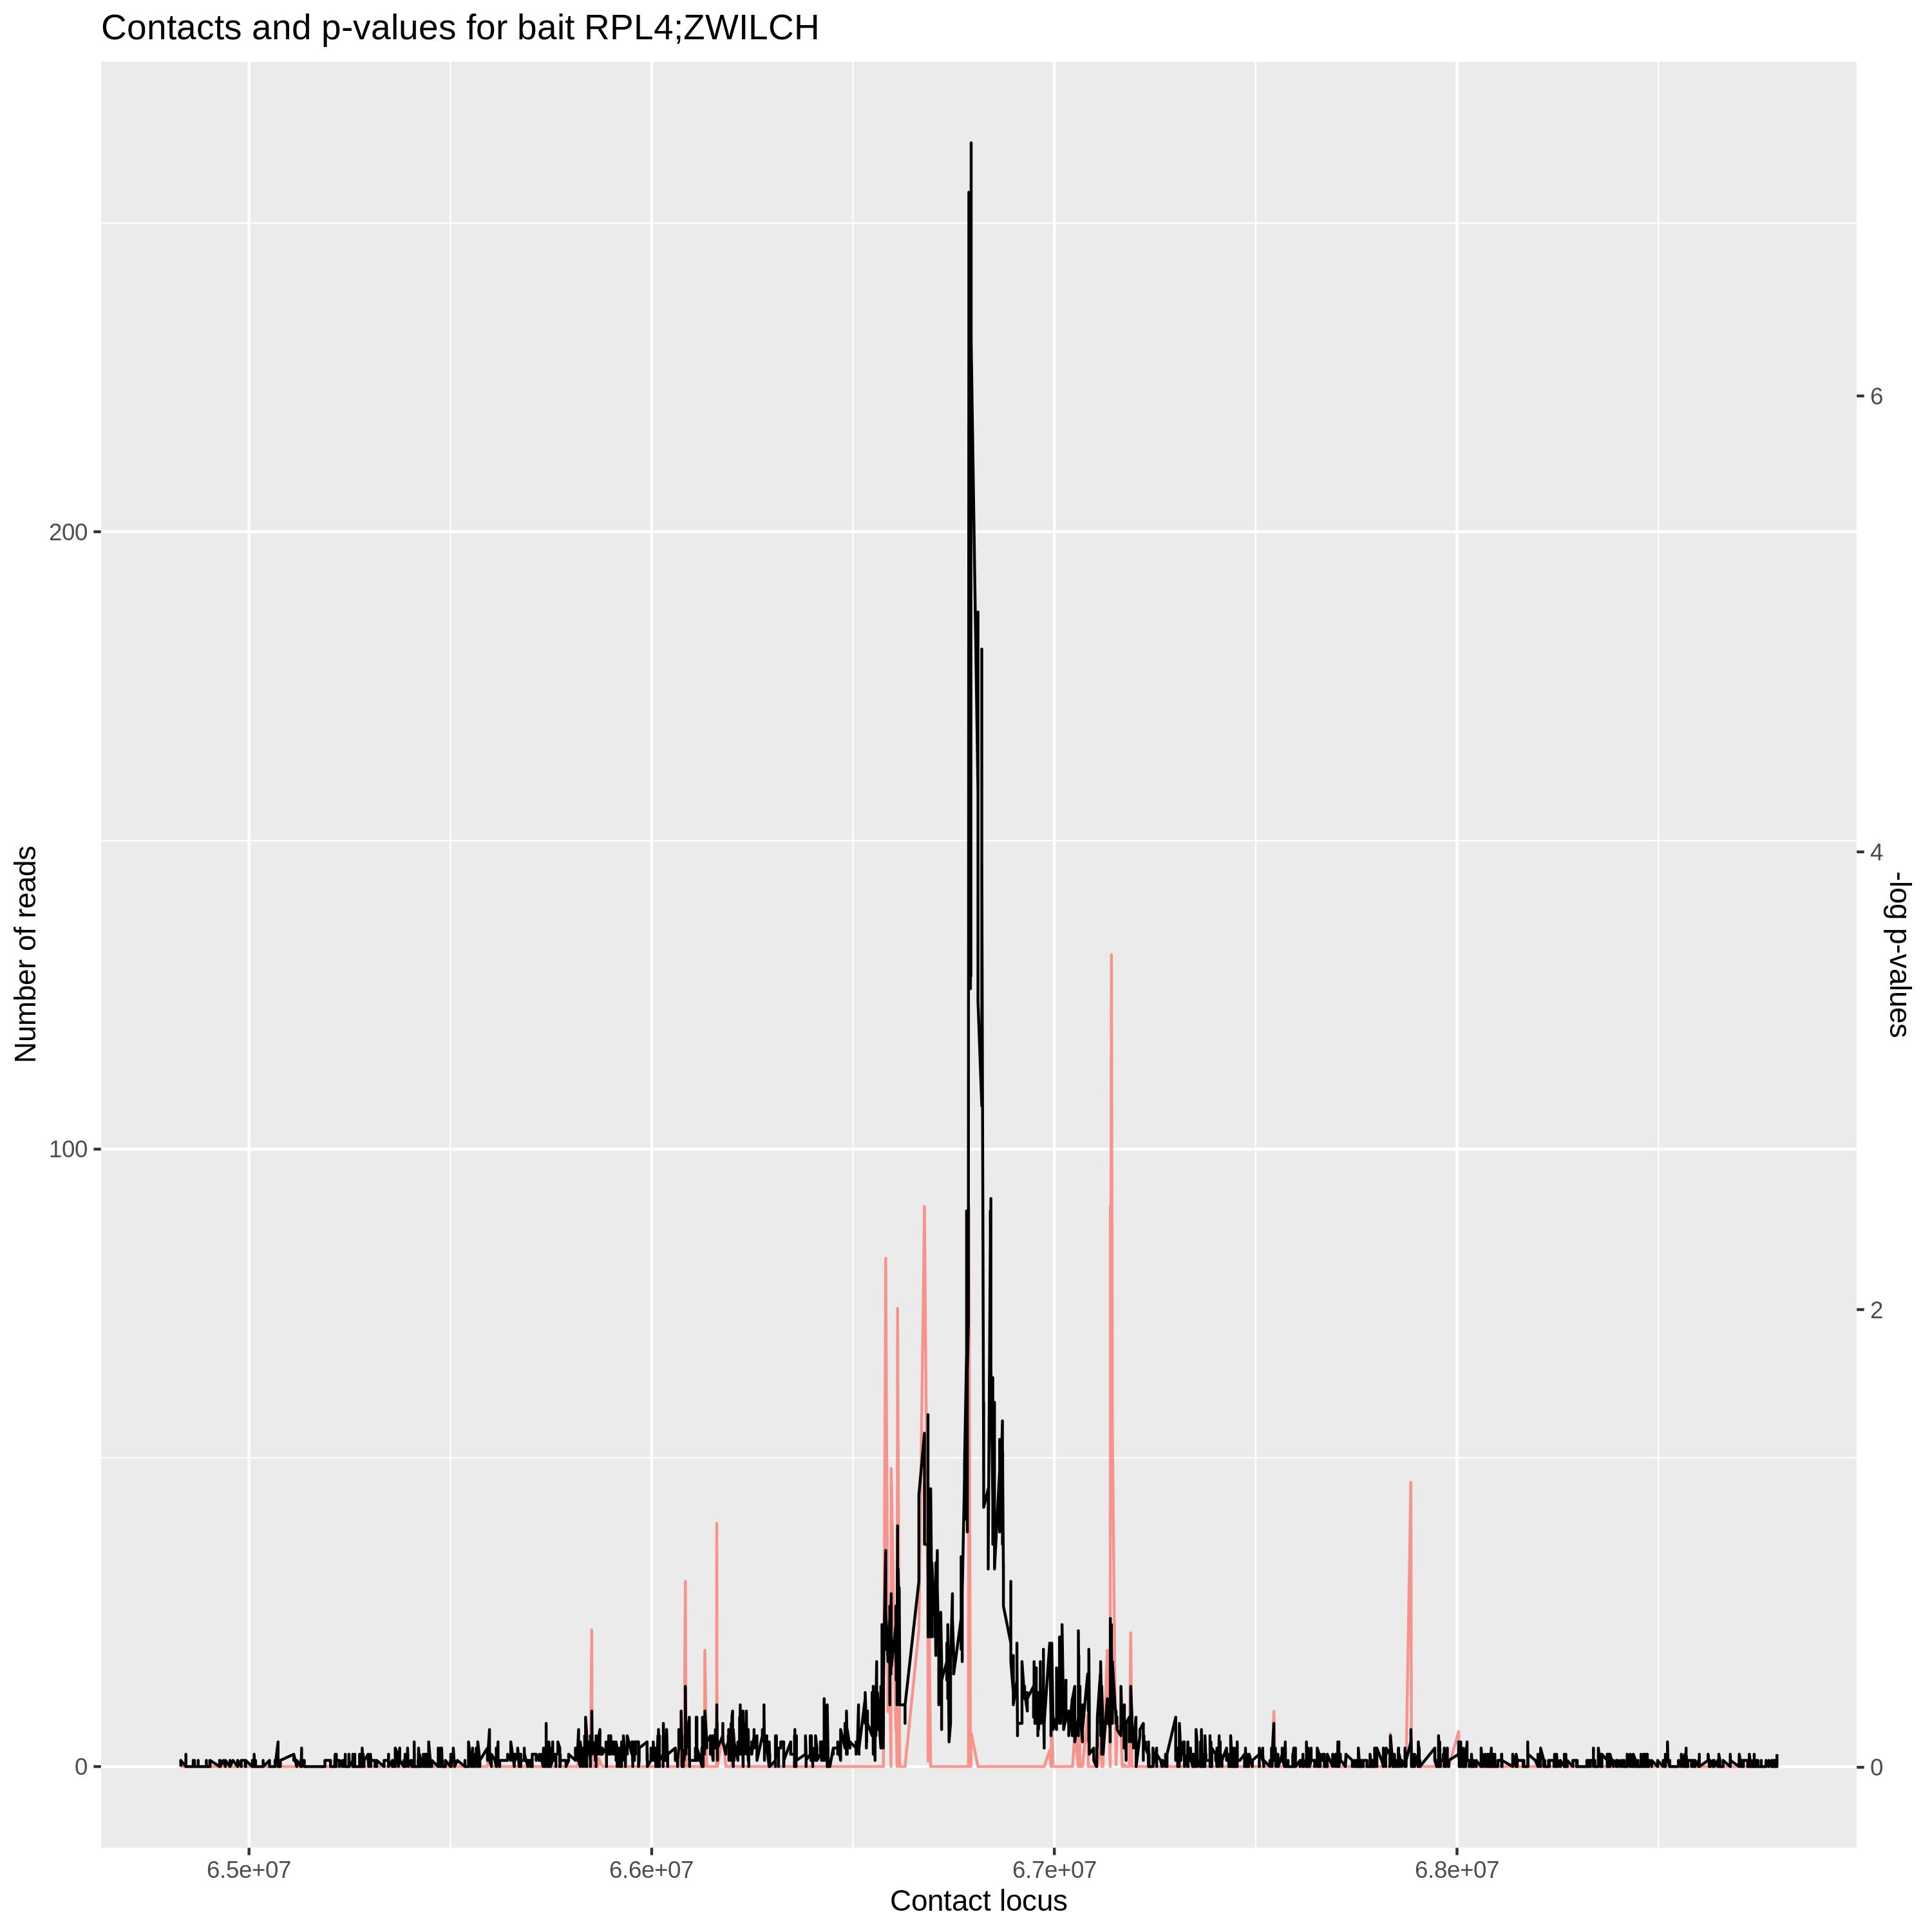 Contacts and p-values for bait RPL4;ZWILCH
Number of reads
200
100
0
6
4
2
0
-log p-values
6.5e+07
6.6e+07
6.7e+07
6.8e+07
Contact locus